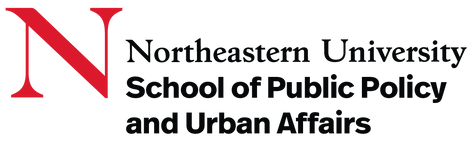 N
Northeastern University
School of Public Policy
and Urban Affairs